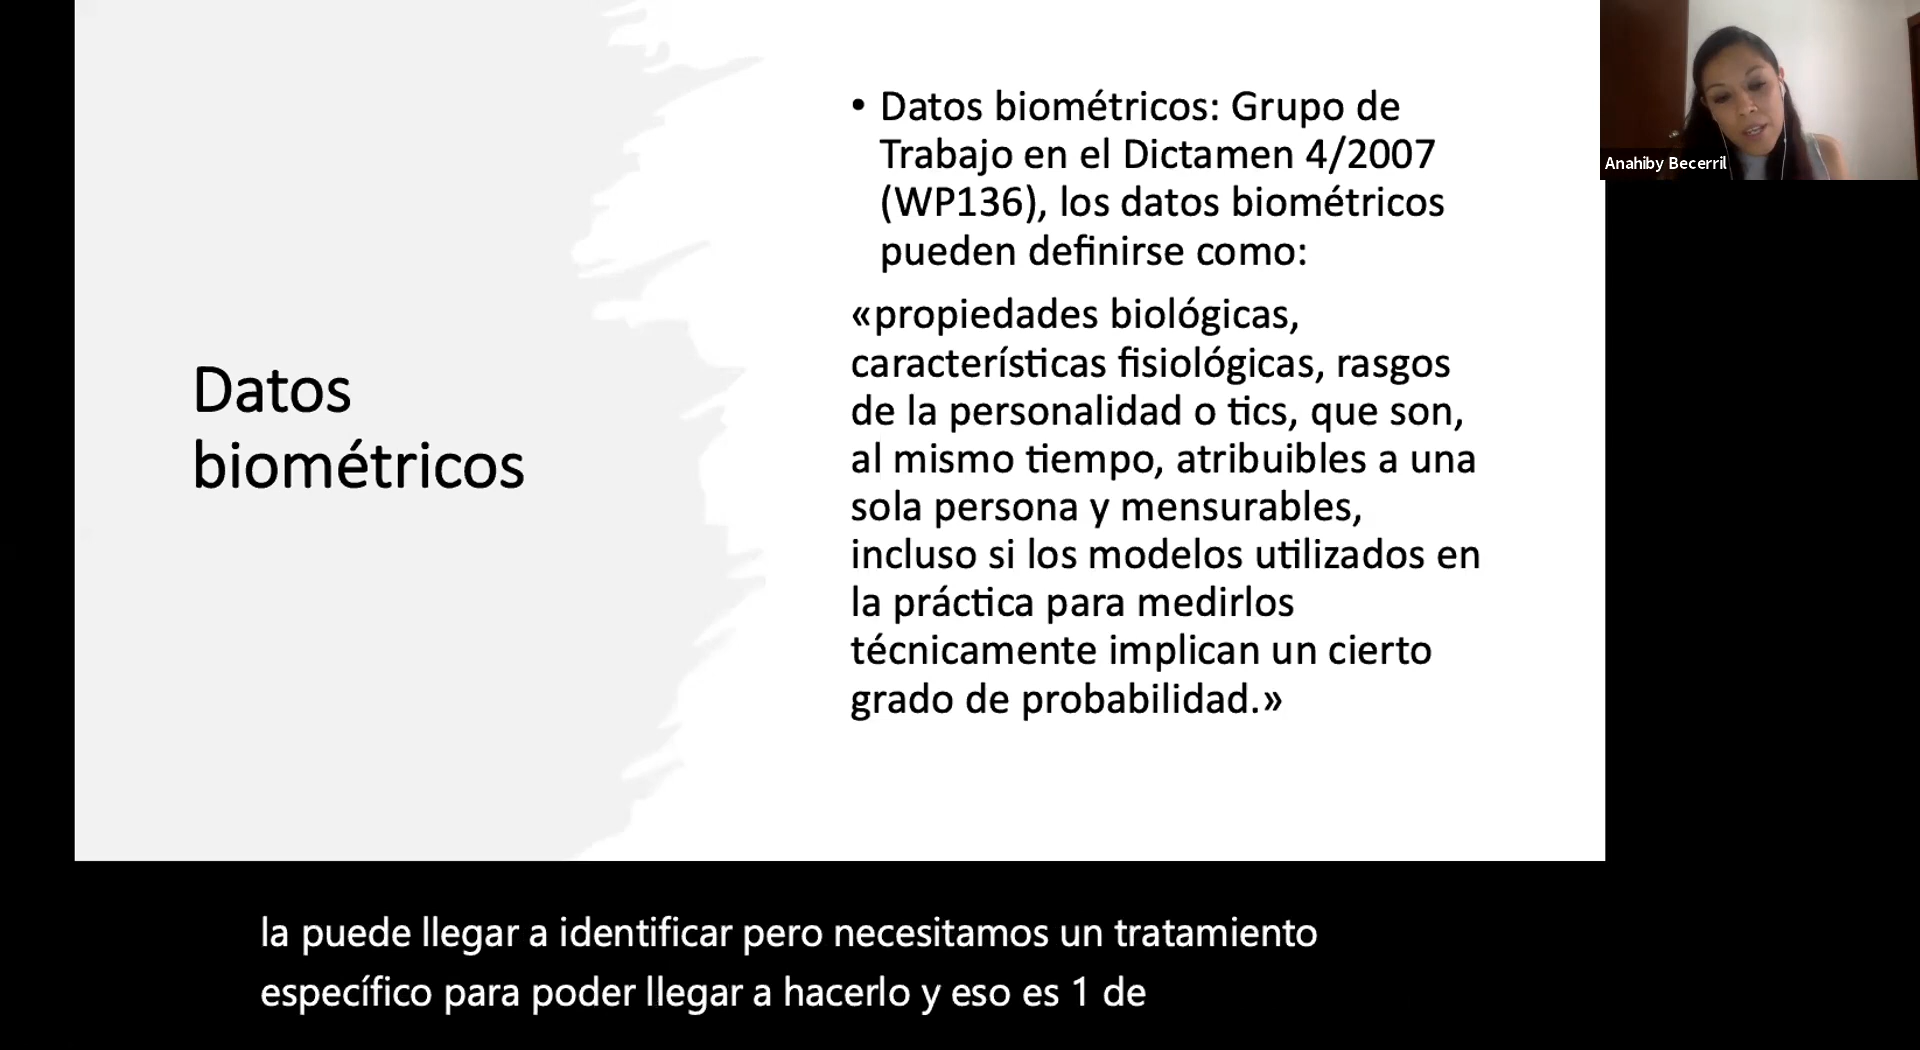 Datos
biométricos
• Datos biométricos: Grupo de
Trabajo en el Dictamen 4/2007
(WP136), los datos biométricos
pueden definirse como:
«propiedades biológicas,
características fisiológicas, rasgos
de la personalidad o tics, que son,
al mismo tiempo, atribuibles a una
sola persona y mensurables,
incluso si los modelos utilizados en
la práctica para medirlos
técnicamente implican un cierto
grado de probabilidad.»
Anahiby Becerril
la puede llegar a identificar pero necesitamos un tratamiento
específico para poder llegar a hacerlo y eso es 1 de